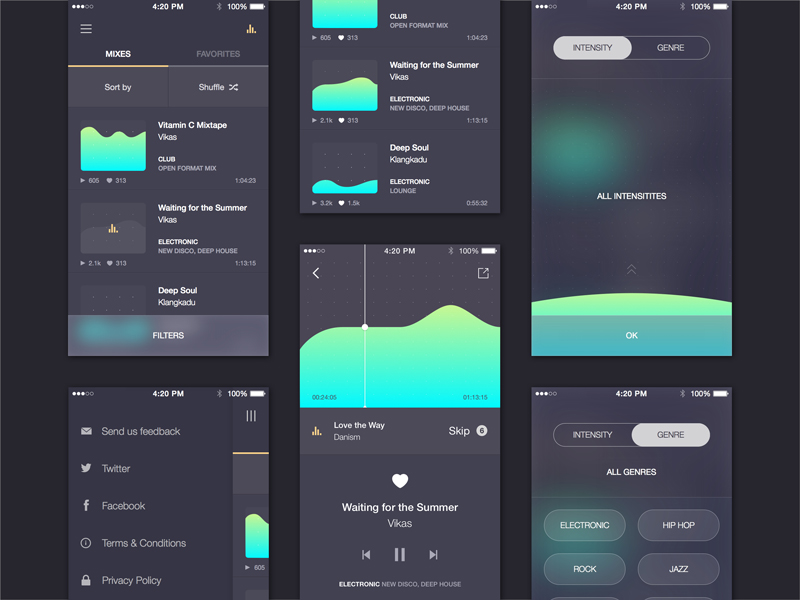 4:20 PM 100%
MIXES FAVORITES
Sort by Shuffle
Vitamin C Mixtape
Vikas
CLUB
OPEN FORMAT MIX
605 313 1:04:23
Waiting for the Summer
Vikas
ELECTRONIC
NEW DISCO, DEEP HOUSE
2.1k 313 1:13:15
Deep Soul
Klangkadu
FILTERS
4:20 PM 100%
Send us feedback
Twitter
Facebook
Terms & Conditions
Privacy Policy
605
CLUB
OPEN FORMAT MIX
605 313 1:04:23
Waiting for the Summer
Vikas
ELECTRONIC
NEW DISCO, DEEP HOUSE
2.1k 313 1:13:15
Deep Soul
Klangkadu
ELECTRONIC
LOUNGE
3.2k 1.5k 0:55:32
4:20 PM 100%
00:24:05 01:13:15
Love the Way
Danism
Skip 6
Waiting for the Summer
Vikas
ELECTRONIC NEW DISCO, DEEP HOUSE
4:20 PM 100%
INTENSITY GENRE
ALL INTENSITITES
OK
4:20 PM 100%
INTENSITY GENRE
ALL GENRES
ELECTRONIC HIP HOP
ROCK JAZZ